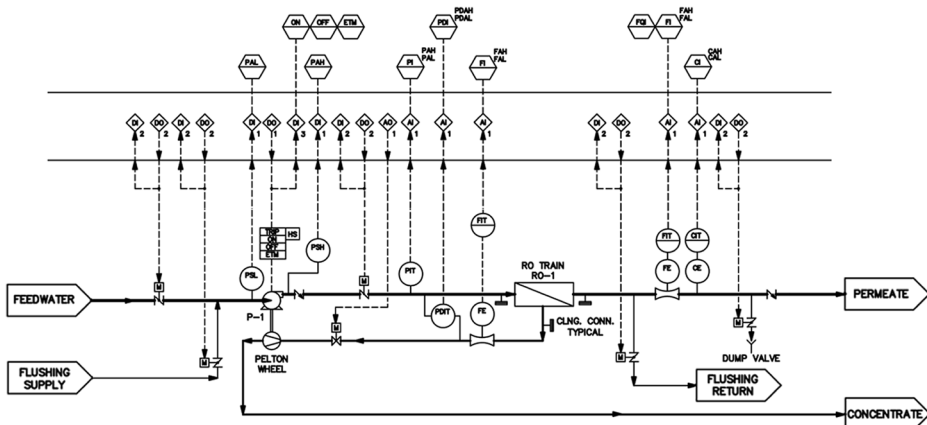 ON OFF ETM
PDAH
PDAL
PDI
FAH
FAL
FQI FI
PAL PAH
PAH
PAL
PI
FAH
FAL
FI
CAH
CAL
CI
DI 2 DO 2 DI 2 DO 2 DI 1 DO 1 DI 3 DI 1 DI 2 DO 2 AO 1 AI 1 AI 1 AI 1 DI 2 DO 2 AI 1 AI 1 DI 2 DO 2
TRIP HS
ON
OFF
ETM
FIT
PSH
FIT CIT
PSL
PIT
RO TRAIN
RO-1
FE CE
M M
FEEDWATER
P-1
PERMEATE
PDIT
FE
CLNG. CONN.
TYPICAL
M M M
PELTON
WHEEL
M
DUMP VALVE
FLUSHING
SUPPLY
FLUSHING
RETURN
CONCENTRATE